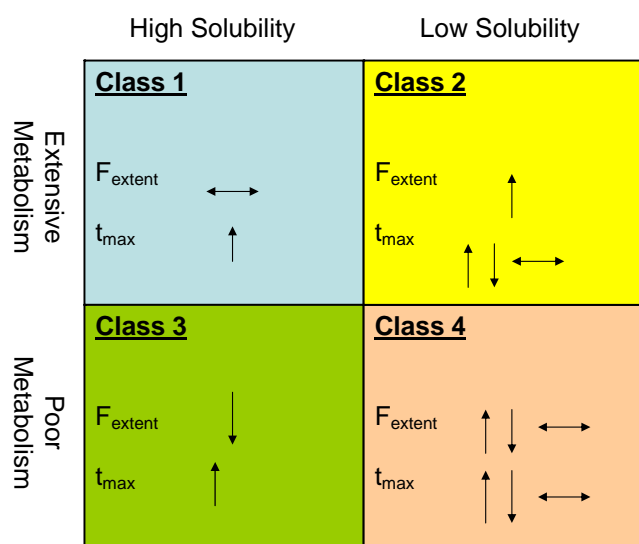 High Solubility
Low Solubility
Extensive
Metabolism
Class 1
Fextent
tmax
Class 2
Fextent
tmax
Poor
Metabolism
Class 3
Fextent
tmax
Class 4
Fextent
tmax